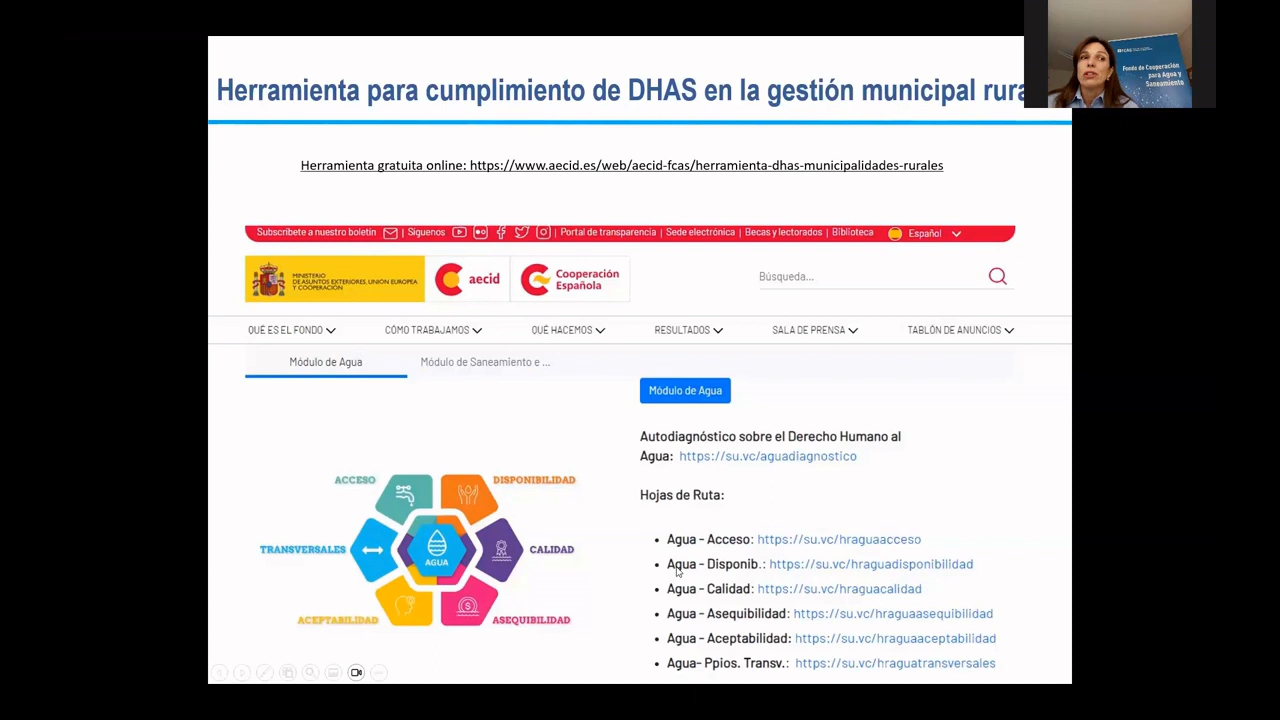 Herramienta para cumplimiento de DHAS en la gestión municipal rura
FCAS
Fondo de Cooperación
para Agua y
Saneamiento
Herramienta gratuita online: https://www.aecid.es/web/aecid-fcas/herramienta-dhas-municipalidades-rurales
Subscríbete a nuestro boletín | Síguenos | Portal de transparencia | Sede electrónica | Becas y lectorados | Biblioteca Español
MINISTERIO
DE ASUNTOS EXTERIORES, UNIÓN EUROPEA
Y COOPERACIÓN
aecid
Cooperación
Española
Búsqueda...
QUÉ ES EL FONDO CÓMO TRABAJAMOS QUÉ HACEMOS RESULTADOS SALA DE PRENSA TABLÓN DE ANUNCIOS
Módulo de Agua Módulo de Saneamiento e ...
Módulo de Agua
Autodiagnóstico sobre el Derecho Humano al
Agua: https://su.vc/aguadiagnostico
Hojas de Ruta:
• Agua - Acceso: https://su.vc/hraguaacceso
• Agua - Disponib.: https://su.vc/hraguadisponibilidad
• Agua - Calidad: https://su.vc/hraguacalidad
• Agua - Asequibilidad: https://su.vc/hraguaasequibilidad
• Agua - Aceptabilidad: https://su.vc/hraguaaceptabilidad
• Agua- Ppios. Transv.: https://su.vc/hraguatransversales
ACCESO
DISPONIBILIDAD
TRANSVERSALES
AGUA
CALIDAD
ACEPTABILIDAD
ASEQUIBILIDAD